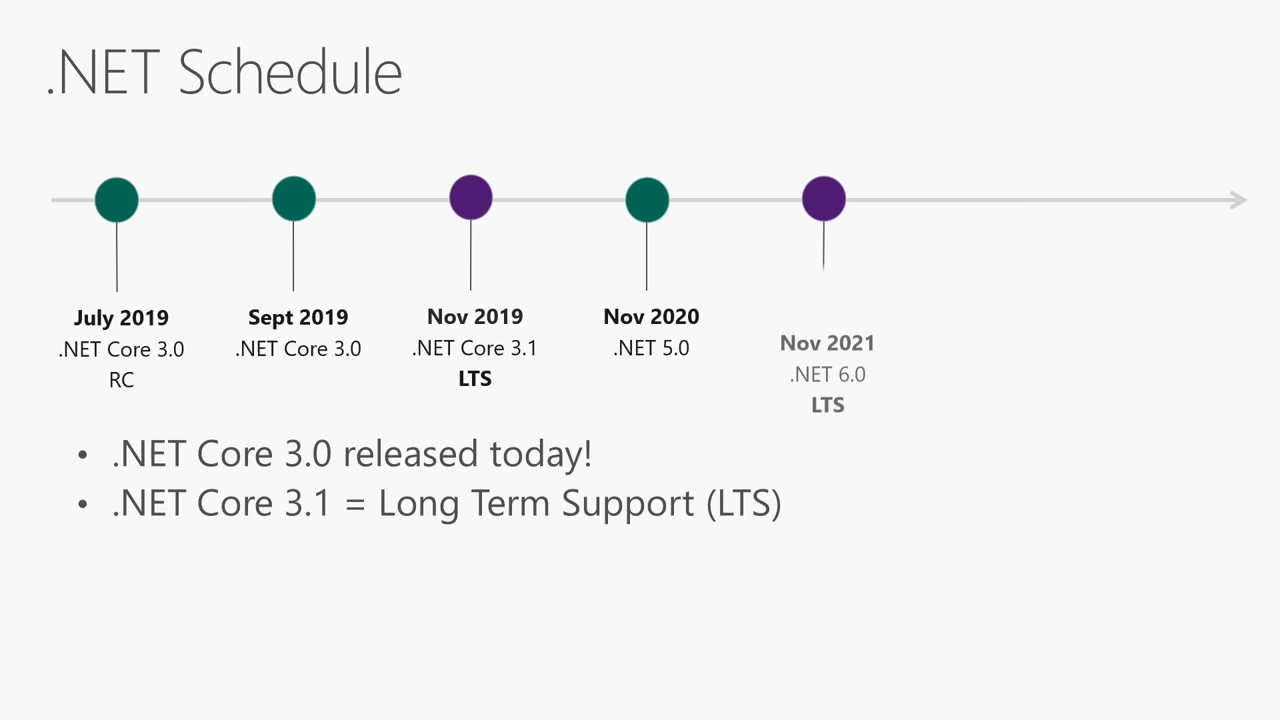 .NET Schedule
July 2019
.NET Core 3.0
RC
Sept 2019
.NET Core 3.0
Nov 2019
.NET Core 3.1
LTS
Nov 2020
.NET 5.0
Nov 2021
.NET 6.0
LTS
• .NET Core 3.0 released today!
• .NET Core 3.1 = Long Term Support (LTS)